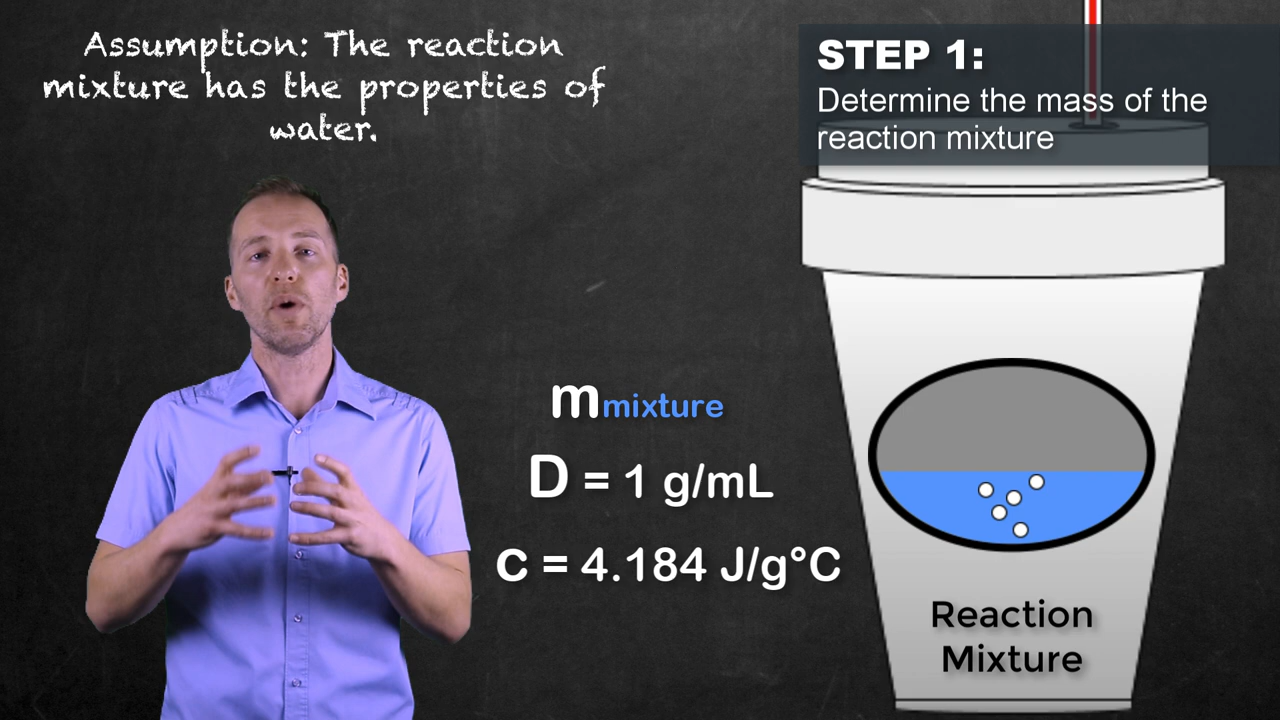 Assumption: The reaction
mixture has the properties of
water.
STEP 1:
Determine the mass of the
reaction mixture
mmixture
D = 1 g/mL
c = 4.184 J/g°C
Reaction
Mixture